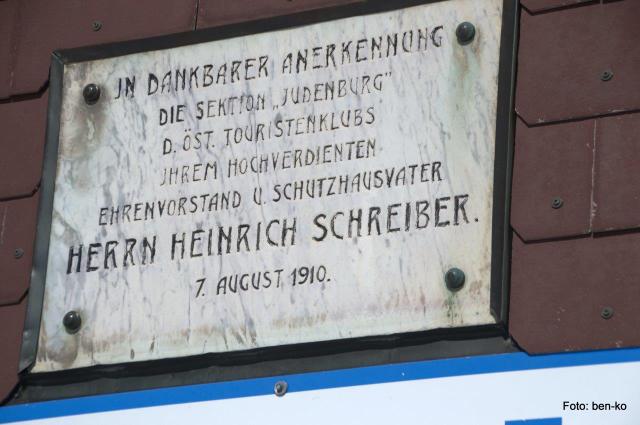 JN DANKBARER ANERKENNUNG
DIE SEKTION „JUDENBURG"
D. ÖST. TOURISTENKLUBS
JHREM HOCHVERDIENTEN
EHRENVORSTAND U. SCHUTZHAUSVATER
HERRN HEINRICH SCHREIBER.
7. AUGUST 1910.
Foto: ben-ko